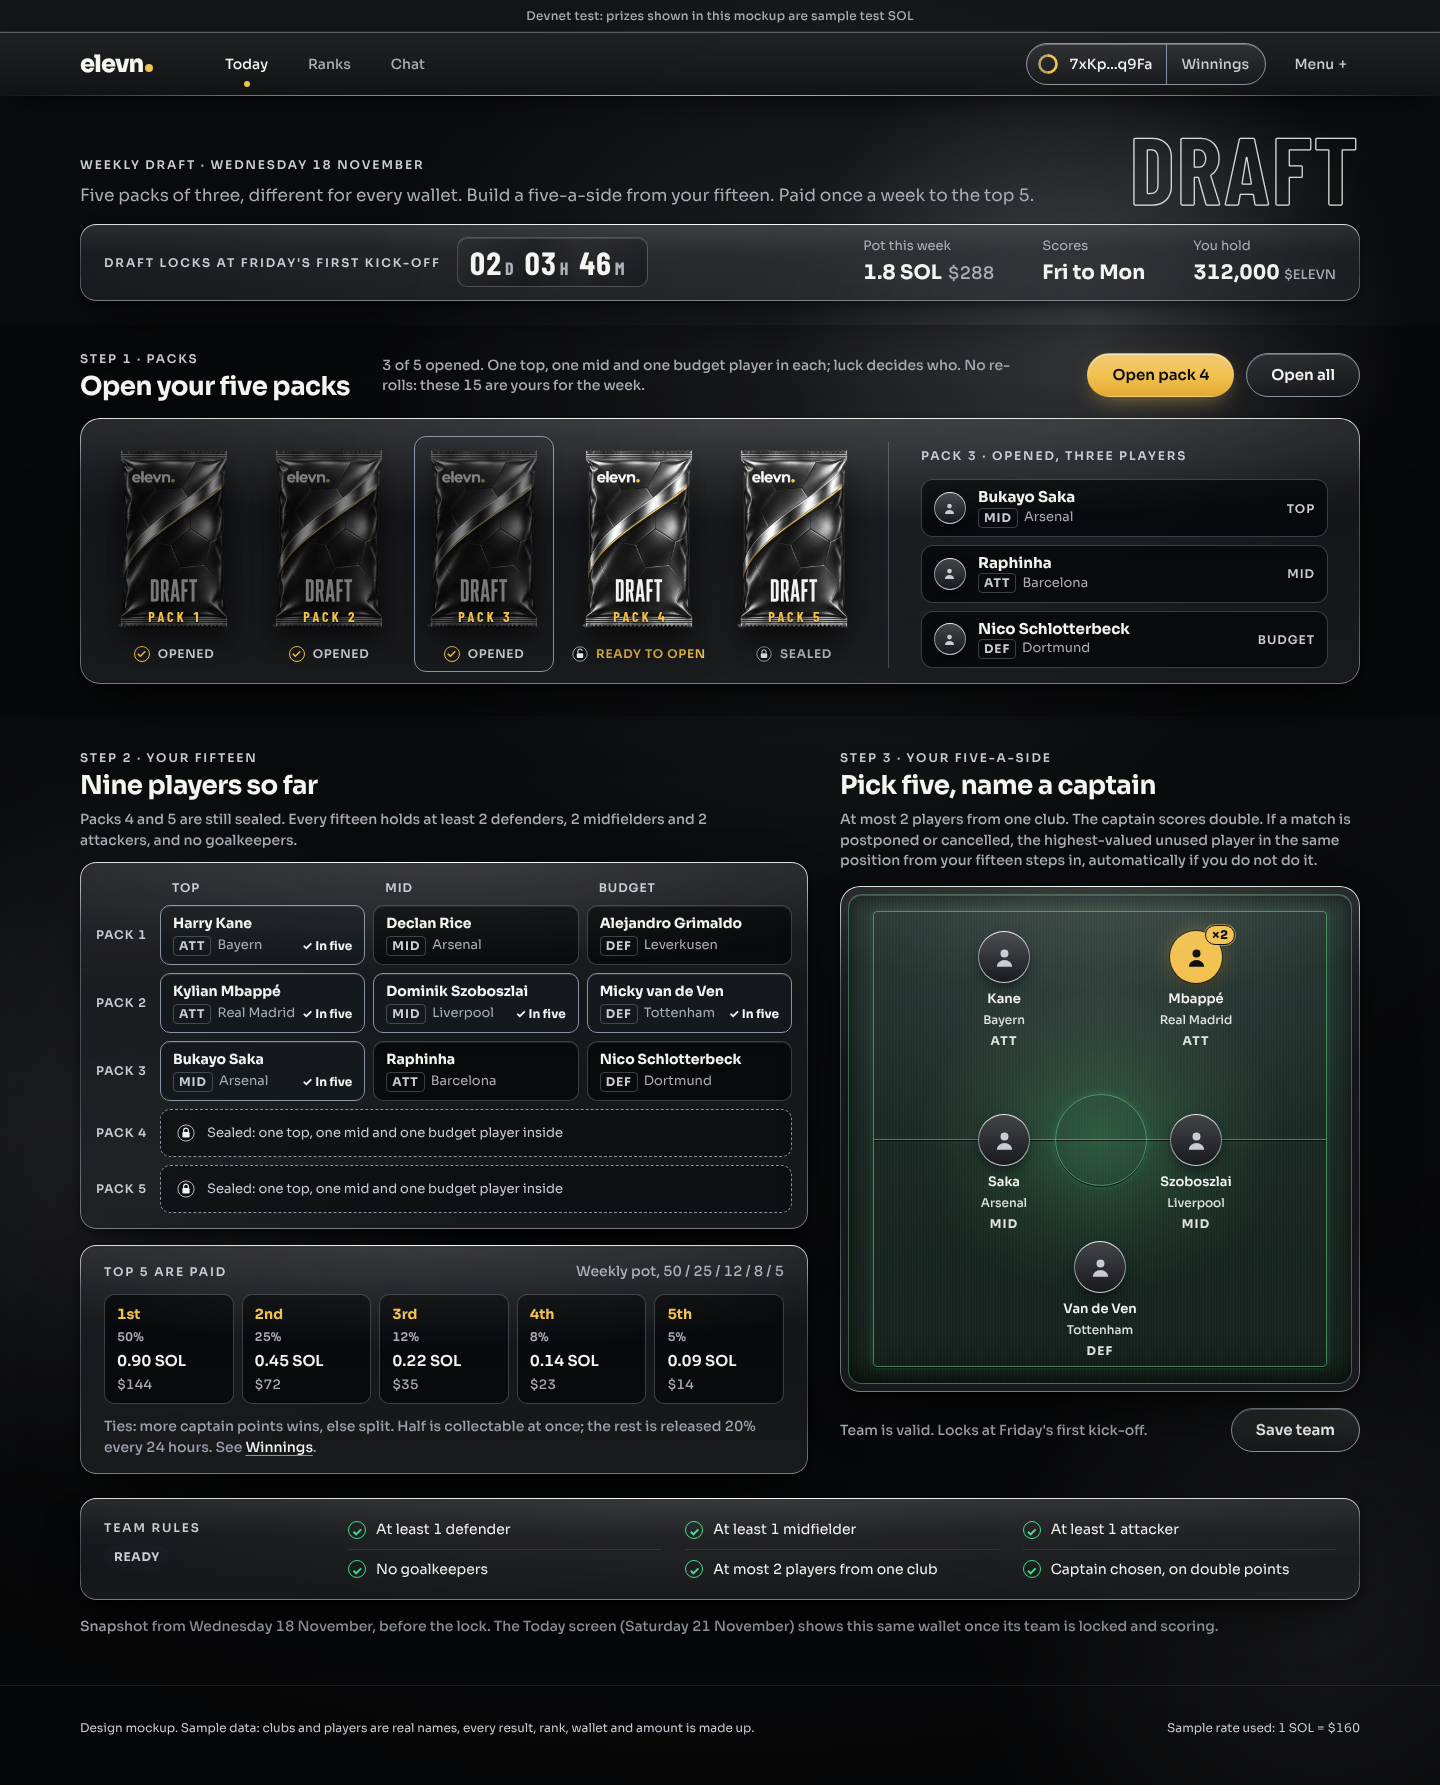 Devnet test: prizes shown in this mockup are sample test SOL
elevn.
Today
Ranks
Chat
7xKp...q9Fa
Winnings
Menu +
WEEKLY DRAFT · WEDNESDAY 18 NOVEMBER
Five packs of three, different for every wallet. Build a five-a-side from your fifteen. Paid once a week to the top 5.
DRAFT
DRAFT LOCKS AT FRIDAY'S FIRST KICK-OFF
02D 03H 46M
Pot this week
1.8 SOL $288
Scores
Fri to Mon
You hold
312,000 $ELEVN
STEP 1 · PACKS
Open your five packs
3 of 5 opened. One top, one mid and one budget player in each; luck decides who. No re-
rolls: these 15 are yours for the week.
Open pack 4
Open all
elevn.
DRAFT
PACK 1
OPENED
elevn.
DRAFT
PACK 2
OPENED
elevn.
DRAFT
PACK 3
OPENED
elevn.
DRAFT
PACK 4
READY TO OPEN
elevn.
DRAFT
PACK 5
SEALED
PACK 3 · OPENED, THREE PLAYERS
Bukayo Saka
MID Arsenal
TOP
Raphinha
ATT Barcelona
MID
Nico Schlotterbeck
DEF Dortmund
BUDGET
STEP 2 · YOUR FIFTEEN
Nine players so far
Packs 4 and 5 are still sealed. Every fifteen holds at least 2 defenders, 2 midfielders and 2
attackers, and no goalkeepers.
TOP
MID
BUDGET
PACK 1
Harry Kane
ATT Bayern ✓ In five
Declan Rice
MID Arsenal
Alejandro Grimaldo
DEF Leverkusen
PACK 2
Kylian Mbappé
ATT Real Madrid ✓ In five
Dominik Szoboszlai
MID Liverpool ✓ In five
Micky van de Ven
DEF Tottenham ✓ In five
PACK 3
Bukayo Saka
MID Arsenal ✓ In five
Raphinha
ATT Barcelona
Nico Schlotterbeck
DEF Dortmund
PACK 4
Sealed: one top, one mid and one budget player inside
PACK 5
Sealed: one top, one mid and one budget player inside
TOP 5 ARE PAID
Weekly pot, 50 / 25 / 12 / 8 / 5
1st
50%
0.90 SOL
$144
2nd
25%
0.45 SOL
$72
3rd
12%
0.22 SOL
$35
4th
8%
0.14 SOL
$23
5th
5%
0.09 SOL
$14
Ties: more captain points wins, else split. Half is collectable at once; the rest is released 20%
every 24 hours. See Winnings.
STEP 3 · YOUR FIVE-A-SIDE
Pick five, name a captain
At most 2 players from one club. The captain scores double. If a match is
postponed or cancelled, the highest-valued unused player in the same
position from your fifteen steps in, automatically if you do not do it.
Kane
Bayern
ATT
×2
Mbappé
Real Madrid
ATT
Saka
Arsenal
MID
Szoboszlai
Liverpool
MID
Van de Ven
Tottenham
DEF
Team is valid. Locks at Friday's first kick-off.
Save team
TEAM RULES
READY
At least 1 defender
At least 1 midfielder
At least 1 attacker
No goalkeepers
At most 2 players from one club
Captain chosen, on double points
Snapshot from Wednesday 18 November, before the lock. The Today screen (Saturday 21 November) shows this same wallet once its team is locked and scoring.
Design mockup. Sample data: clubs and players are real names, every result, rank, wallet and amount is made up.
Sample rate used: 1 SOL = $160